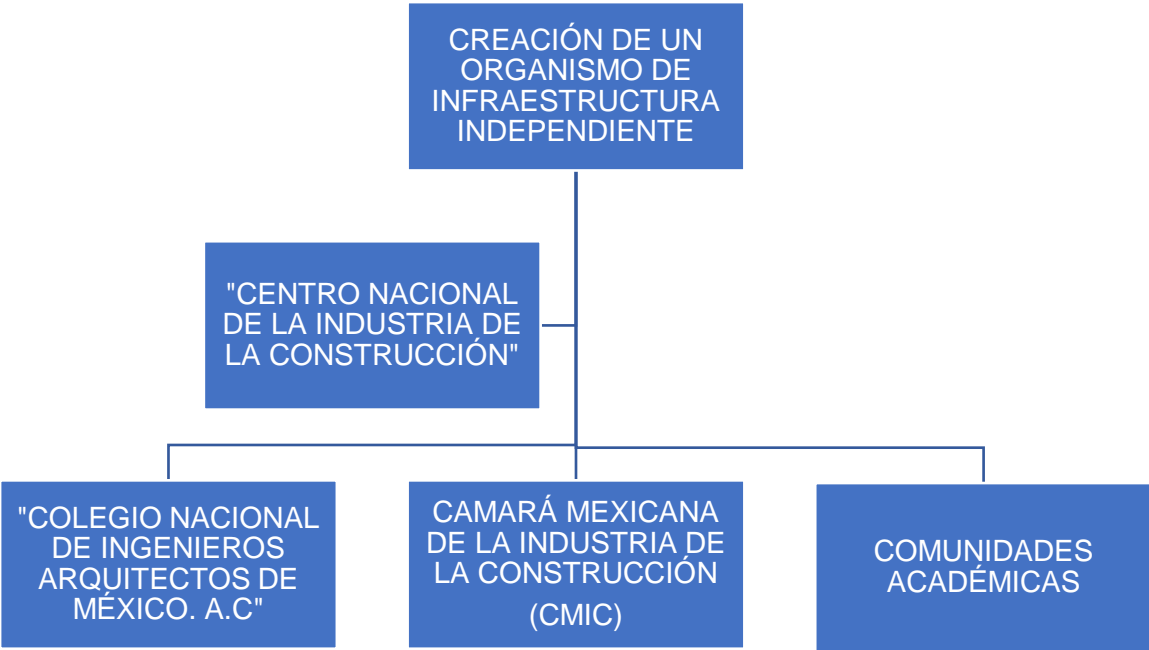 CREACIÓN DE UN
ORGANISMO DE
INFRAESTRUCTURA
INDEPENDIENTE
"CENTRO NACIONAL
DE LA INDUSTRIA DE
LA CONSTRUCCIÓN"
"COLEGIO NACIONAL
DE INGENIEROS
ARQUITECTOS DE
MÉXICO. A.C"
CAMARÁ MEXICANA
DE LA INDUSTRIA DE
LA CONSTRUCCIÓN
(CMIC)
COMUNIDADES
ACADÉMICAS